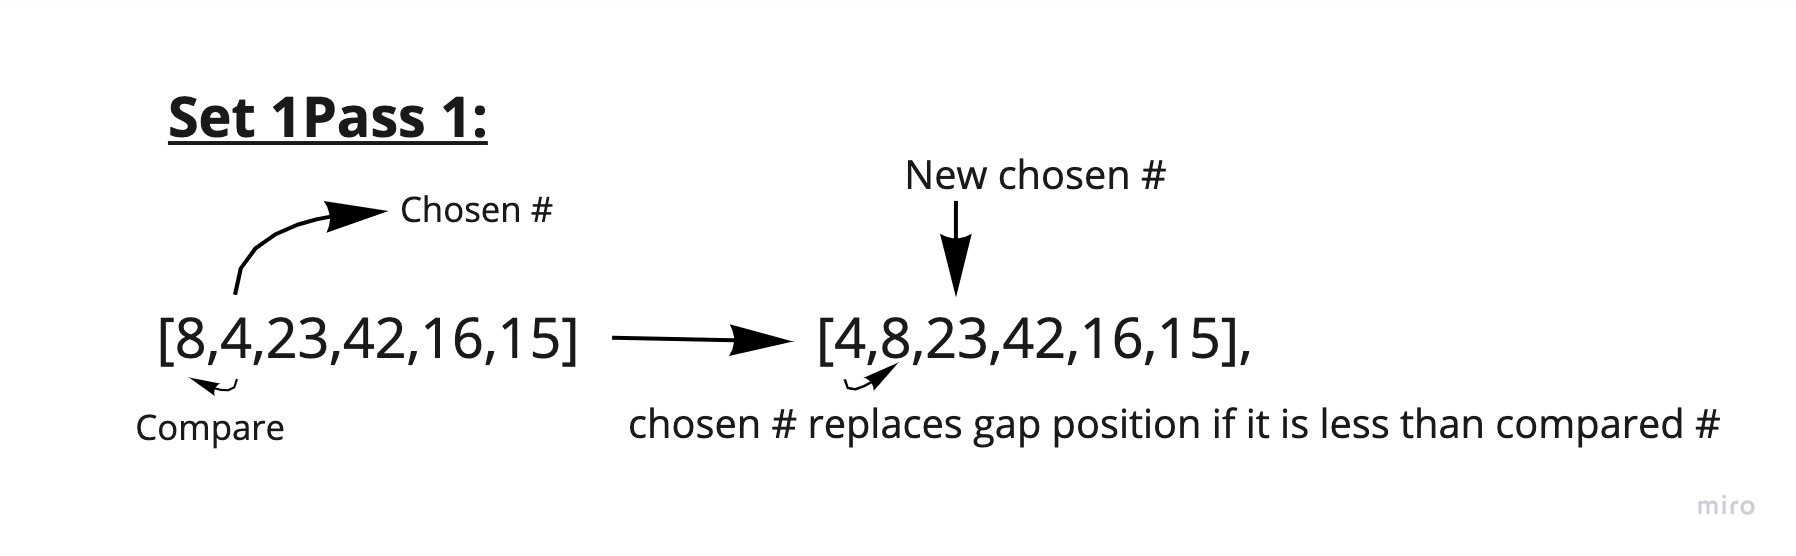 Set 1Pass 1:
New chosen #
Chosen #
[8,4,23,42,16,15]
[4,8,23,42,16,15],
Compare
chosen # replaces gap position if it is less than compared #
miro